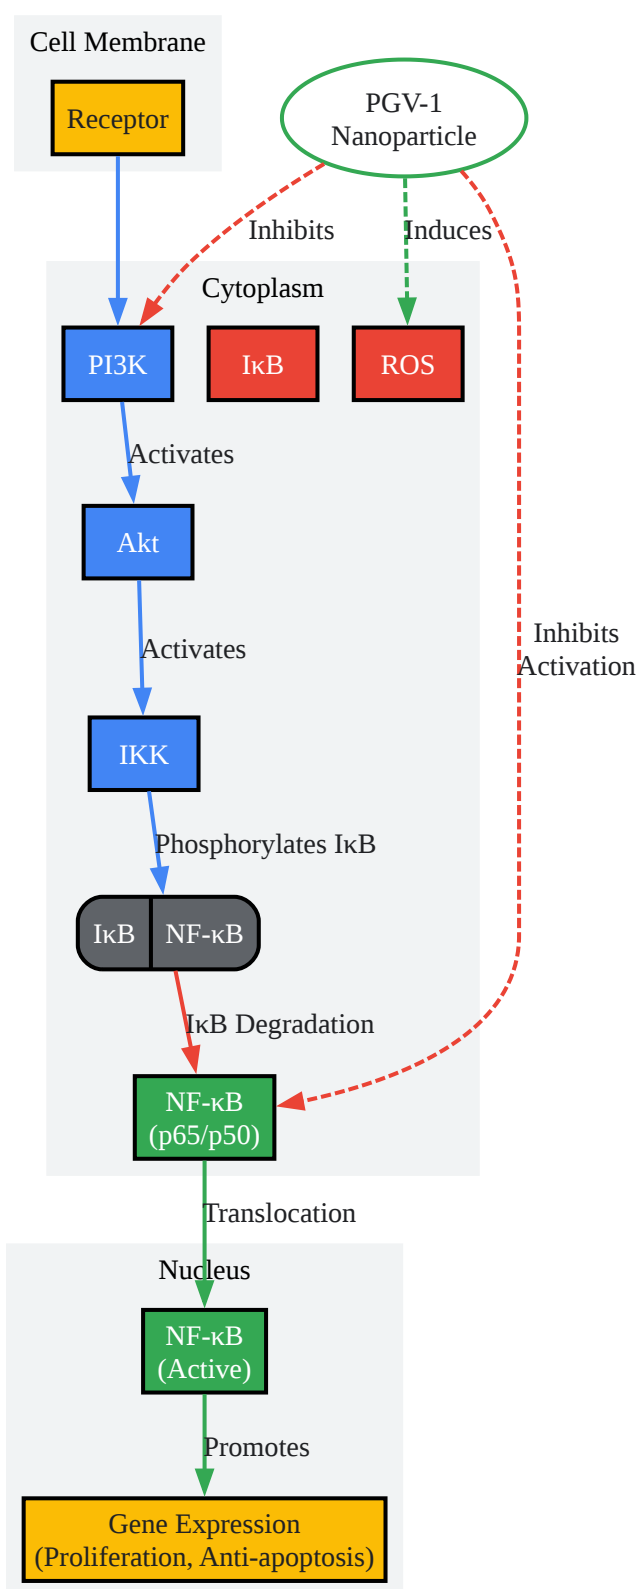 Cell Membrane
Receptor
PGV-1
Nanoparticle
Inhibits
Induces
Cytoplasm
PI3K
IκB
ROS
Activates
Akt
Activates
Inhibits
Activation
IKK
Phosphorylates IκB
IκB
NF-κB
IκB Degradation
NF-κB
(p65/p50)
Translocation
Nucleus
NF-κB
(Active)
Promotes
Gene Expression
(Proliferation, Anti-apoptosis)